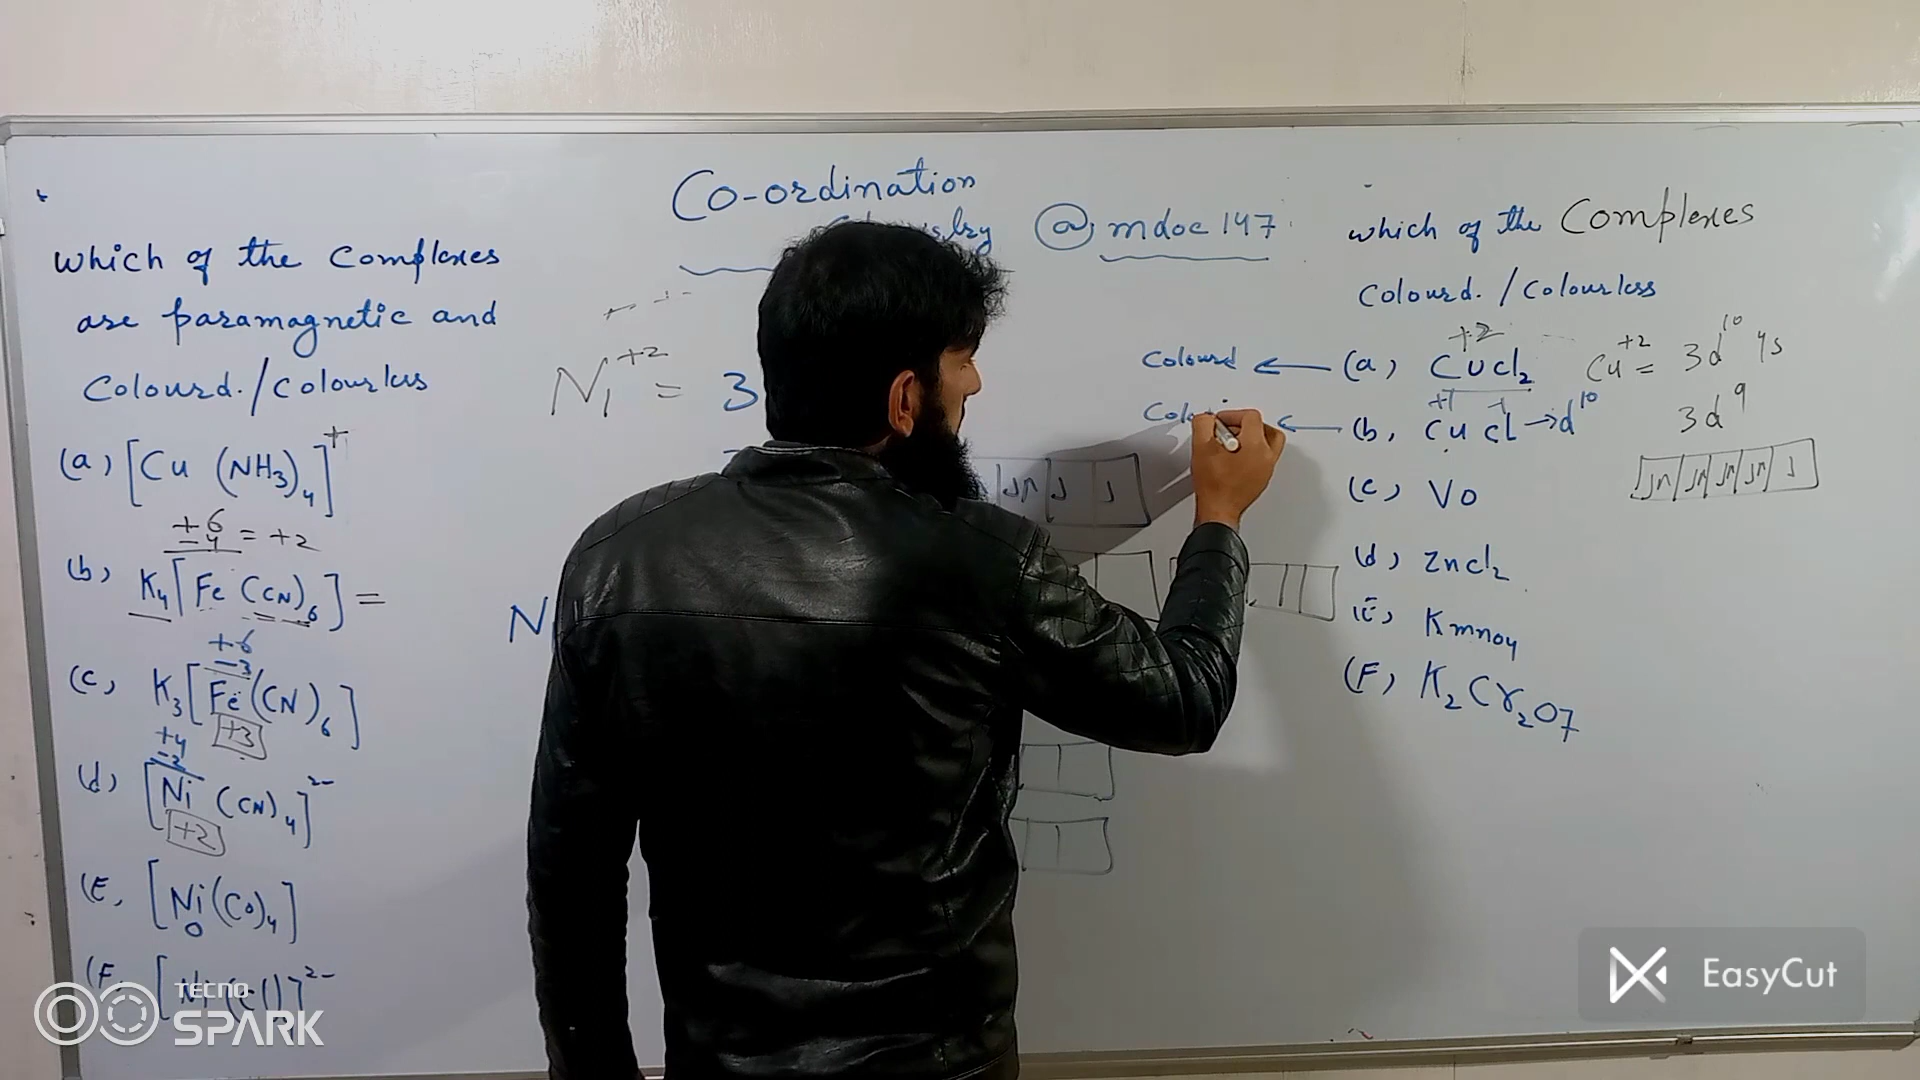 Co-ordination
@mdoc147
which of the Complexes
are paramagnetic and
Colourd./Colourless
(a) [Cu (NH3)4]+
+6
-4 = +2
(b) K4[Fe (CN)6] =
+6
-3
(c) K3[Fe(CN)6]
+3
+4
-2
(d) [Ni (CN)4]2-
+2
(E) [Ni(Co)4]
0
(F)
Ni+2 = 3
N
which of the Complexes
Colourd. / Colourless
+2
Colourd ← (a) CuCl2
Cu+2 = 3d10 4s
+1 -1
← (b) Cu Cl → d10
3d9
(c) Vo
(d) ZnCl2
(E) Kmno4
(F) K2Cr2O7
TECNO
SPARK
EasyCut